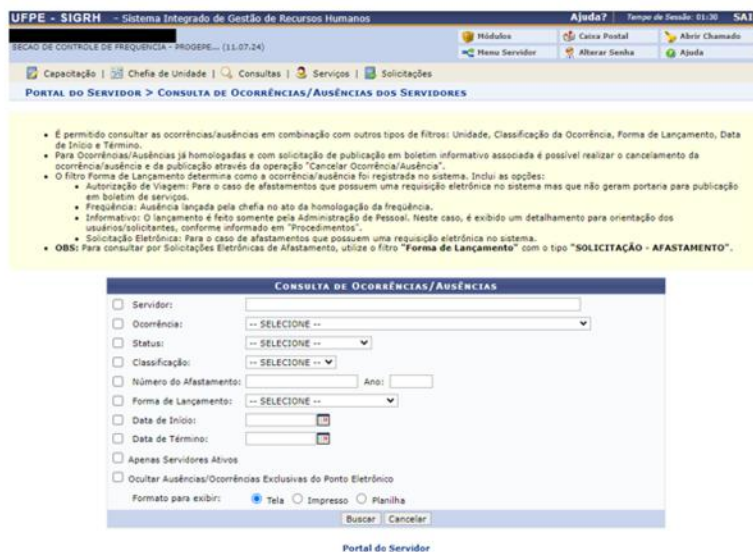 UFPE - SIGRH - Sistema Integrado de Gestão de Recursos Humanos Ajuda? Tempo de Sessão: 01:30 SAI
Módulos Caixa Postal Abrir Chamado
SECAO DE CONTROLE DE FREQUENCIA - PROGEPE... (11.07.24) Menu Servidor Alterar Senha Ajuda
Capacitação | Chefia de Unidade | Consultas | Serviços | Solicitações
PORTAL DO SERVIDOR > CONSULTA DE OCORRÊNCIAS/AUSÊNCIAS DOS SERVIDORES
• É permitido consultar as ocorrências/ausências em combinação com outros tipos de filtros: Unidade, Classificação da Ocorrência, Forma de Lançamento, Data
de Início e Término.
• Para Ocorrências/Ausências já homologadas e com solicitação de publicação em boletim informativo associada é possível realizar o cancelamento da
ocorrência/ausência e da publicação através da operação "Cancelar Ocorrência/Ausência".
• O filtro Forma de Lançamento determina como a ocorrência/ausência foi registrada no sistema. Inclui as opções:
• Autorização de Viagem: Para o caso de afastamentos que possuem uma requisição eletrônica no sistema mas que não geram portaria para publicação
em boletim de serviços.
• Freqüência: Ausência lançada pela chefia no ato da homologação da freqüência.
• Informativo: O lançamento é feito somente pela Administração de Pessoal. Neste caso, é exibido um detalhamento para orientação dos
usuários/solicitantes, conforme informado em "Procedimentos".
• Solicitação Eletrônica: Para o caso de afastamentos que possuem uma requisição eletrônica no sistema.
• OBS: Para consultar por Solicitações Eletrônicas de Afastamento, utilize o filtro "Forma de Lançamento" com o tipo "SOLICITAÇÃO - AFASTAMENTO".
CONSULTA DE OCORRÊNCIAS/AUSÊNCIAS
Servidor:
Ocorrência: -- SELECIONE --
Status: -- SELECIONE --
Classificação: -- SELECIONE --
Número do Afastamento: Ano:
Forma de Lançamento: -- SELECIONE --
Data de Início:
Data de Término:
Apenas Servidores Ativos
Ocultar Ausências/Ocorrências Exclusivas do Ponto Eletrônico
Formato para exibir: Tela Impresso Planilha
Buscar Cancelar
Portal do Servidor